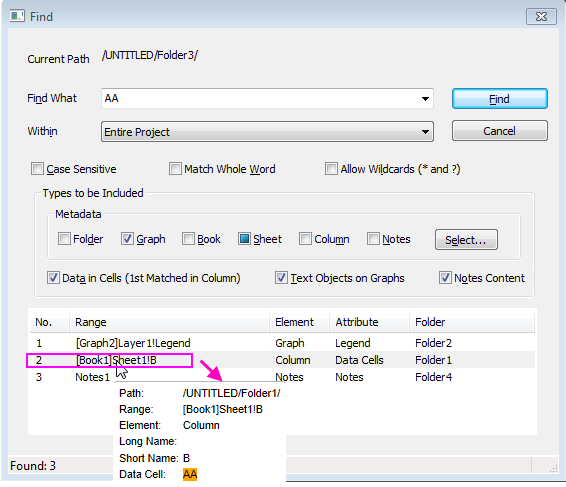 Find
Current Path /UNTITLED/Folder3/
Find What AA Find
Within Entire Project Cancel
Case Sensitive Match Whole Word Allow Wildcards (* and ?)
Types to be Included
Metadata
Folder Graph Book Sheet Column Notes Select...
Data in Cells (1st Matched in Column) Text Objects on Graphs Notes Content
No. Range Element Attribute Folder
1 [Graph2]Layer1!Legend Graph Legend Folder2
2 [Book1]Sheet1!B Column Data Cells Folder1
3 Notes1 Notes Notes Folder4
Path: /UNTITLED/Folder1/
Range: [Book1]Sheet1!B
Element: Column
Long Name:
Short Name: B
Data Cell: AA
Found: 3